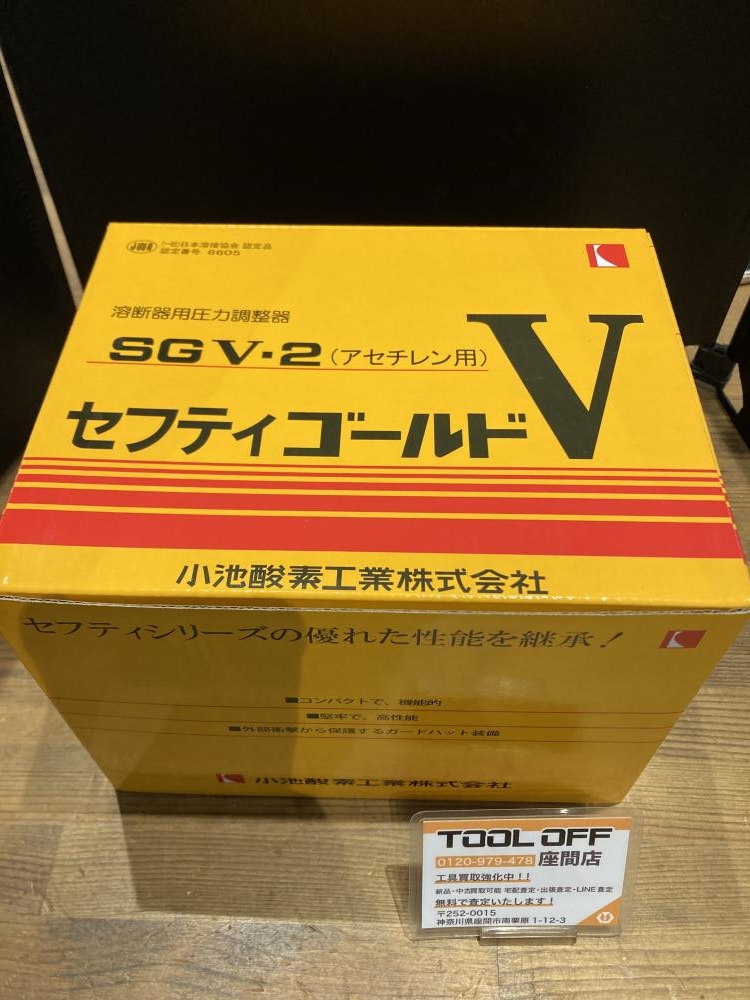 (一社)日本溶接協会 認定品
認定番号 8605
溶断器用圧力調整器
SGV·2(アセチレン用)
セフティゴールドV
小池酸素工業株式会社
セフティシリーズの優れた性能を継承!
■コンパクトで、機能的
■堅牢で、高性能
■外部衝撃から保護するガードハット装備
小池酸素工業株式会社
TOOL OFF
0120-979-478 座間店
工具買取強化中!!
新品・中古買取可能 宅配査定・出張査定・LINE査定
無料で査定いたします!
〒252-0015
神奈川県座間市南栗原 1-12-3